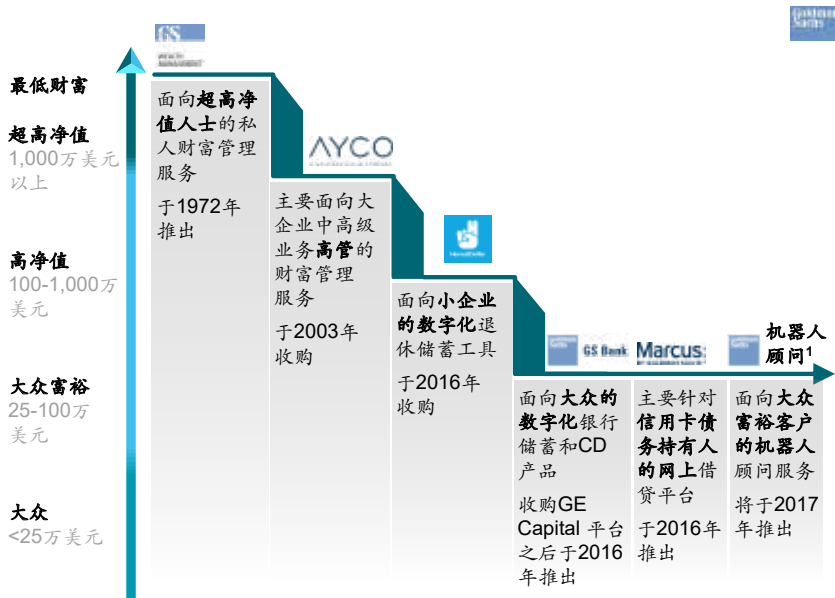 Goldman
Sachs
GS
最低财富
超高净值
1,000万美元
以上
高净值
100-1,000万
美元
大众富裕
25-100万
美元
大众
<25万美元
面向超高净
值人士的私
人财富管理
服务
于1972年
推出
AYCO
主要面向大
企业中高级
业务高管的
财富管理
服务
于2003年
收购
面向小企业
的数字化退
休储蓄工具
于2016年
收购
GS Bank
面向大众的
数字化银行
储蓄和CD
产品
收购GE
Capital 平台
之后于2016
年推出
Marcus:
主要针对
信用卡债
务持有人
的网上借
贷平台
于2016年
推出
机器人
顾问1
面向大众
富裕客户
的机器人
顾问服务
将于2017
年推出